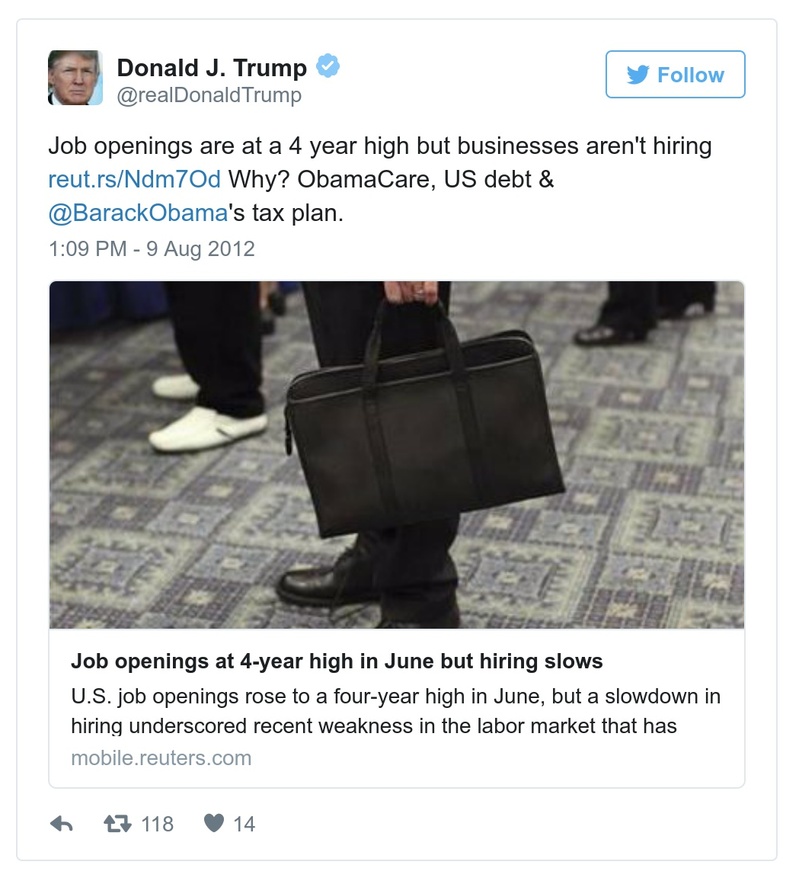 Donald J. Trump
@realDonaldTrump
Follow
Job openings are at a 4 year high but businesses aren't hiring
reut.rs/Ndm7Od Why? ObamaCare, US debt &
@BarackObama's tax plan.
1:09 PM - 9 Aug 2012
Job openings at 4-year high in June but hiring slows
U.S. job openings rose to a four-year high in June, but a slowdown in
hiring underscored recent weakness in the labor market that has
mobile.reuters.com
118 14